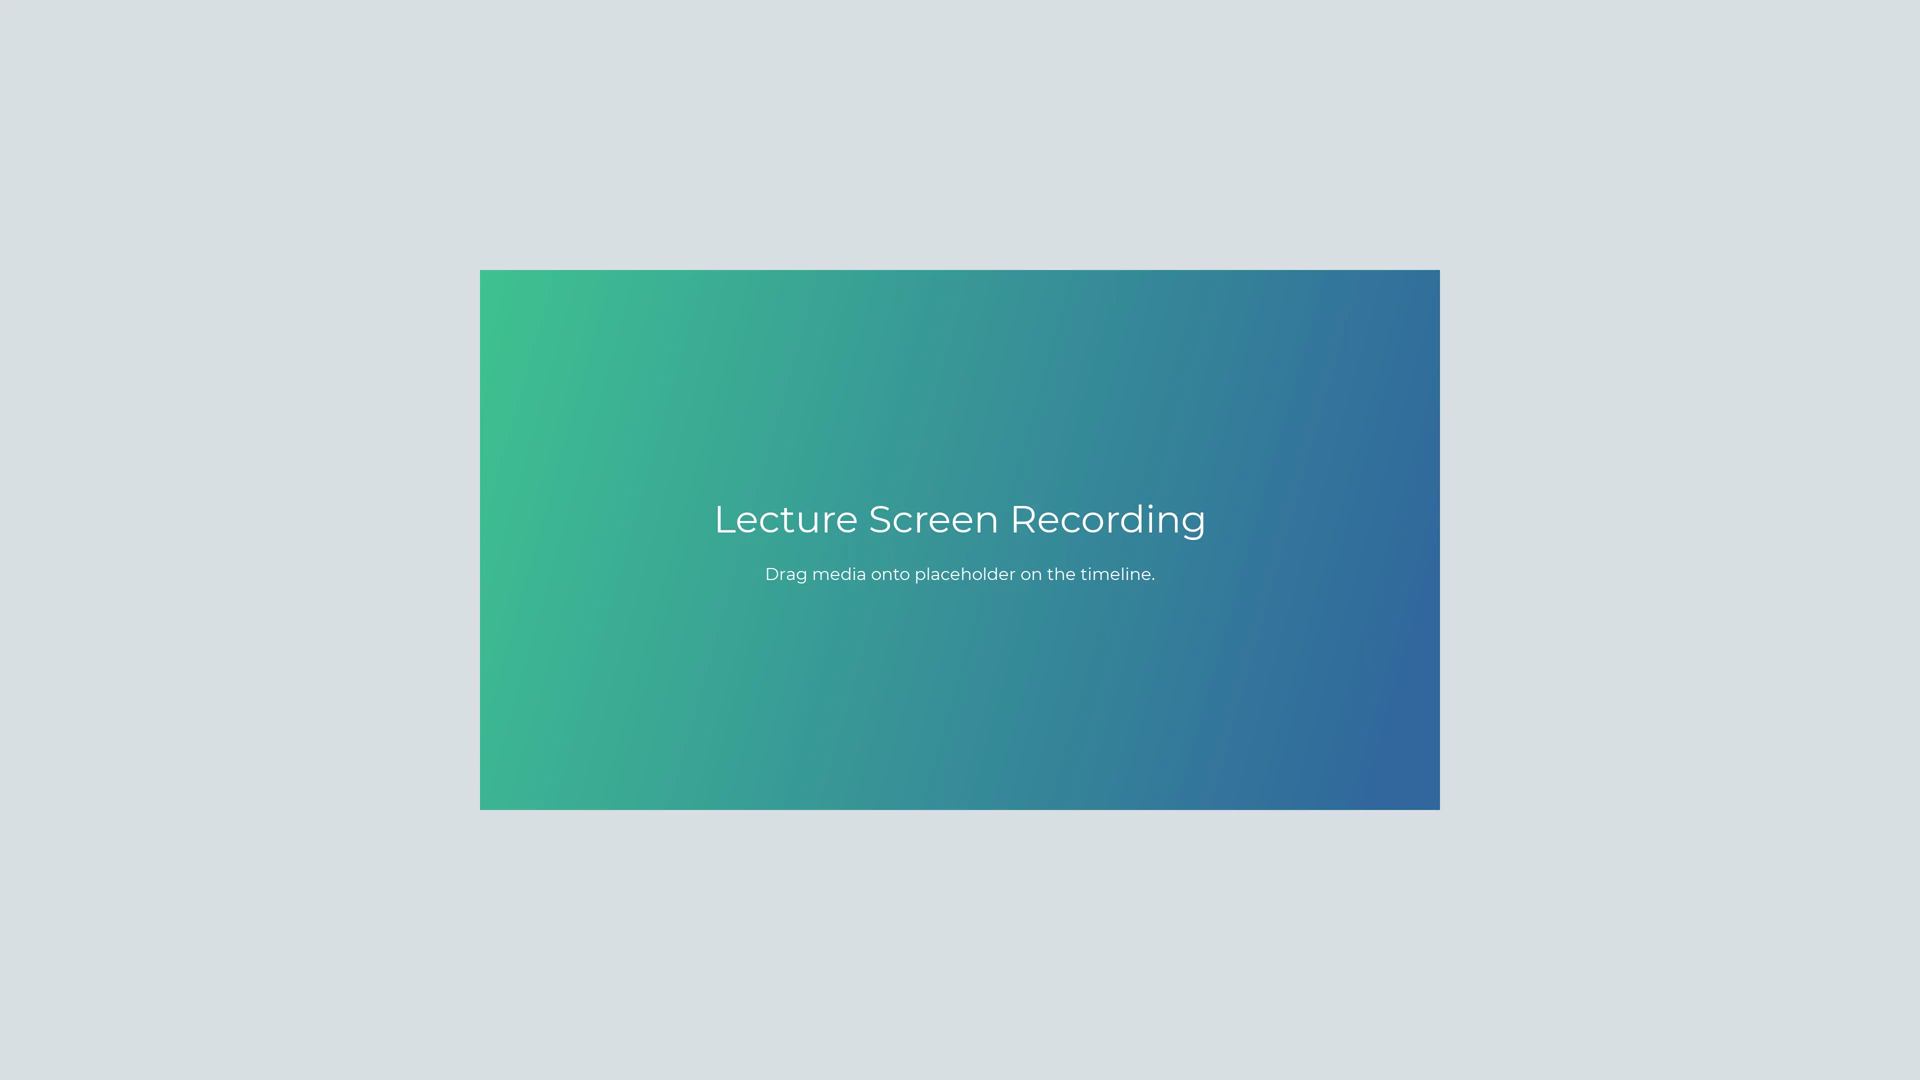 Lecture Screen Recording
Drag media onto placeholder on the timeline.